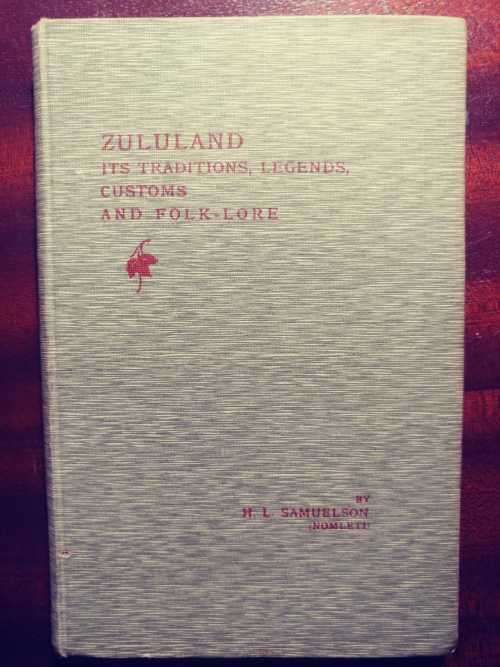 ZULULAND
ITS TRADITIONS, LEGENDS,
CUSTOMS
AND FOLK-LORE
BY
H. L. SAMUELSON
(NOMLETI)